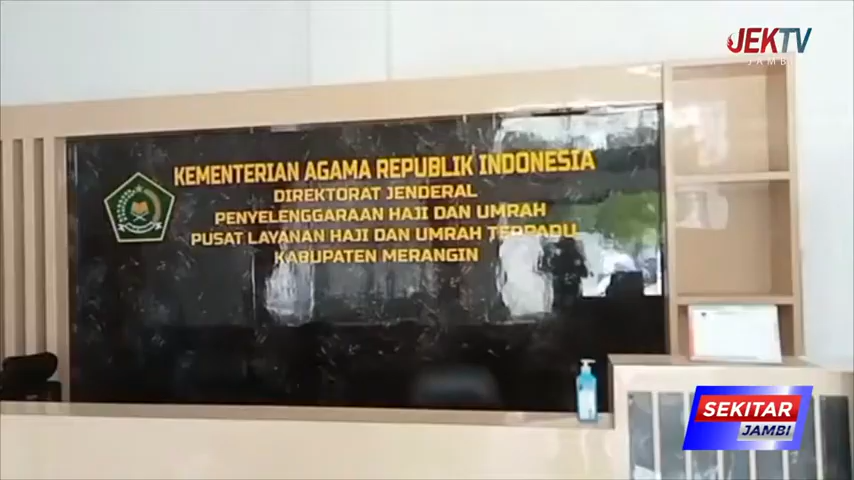 JEKTV
JAMBI
KEMENTERIAN AGAMA REPUBLIK INDONESIA
DIREKTORAT JENDERAL
PENYELENGGARAAN HAJI DAN UMRAH
PUSAT LAYANAN HAJI DAN UMRAH TERPADU
KABUPATEN MERANGIN
SEKITAR
JAMBI